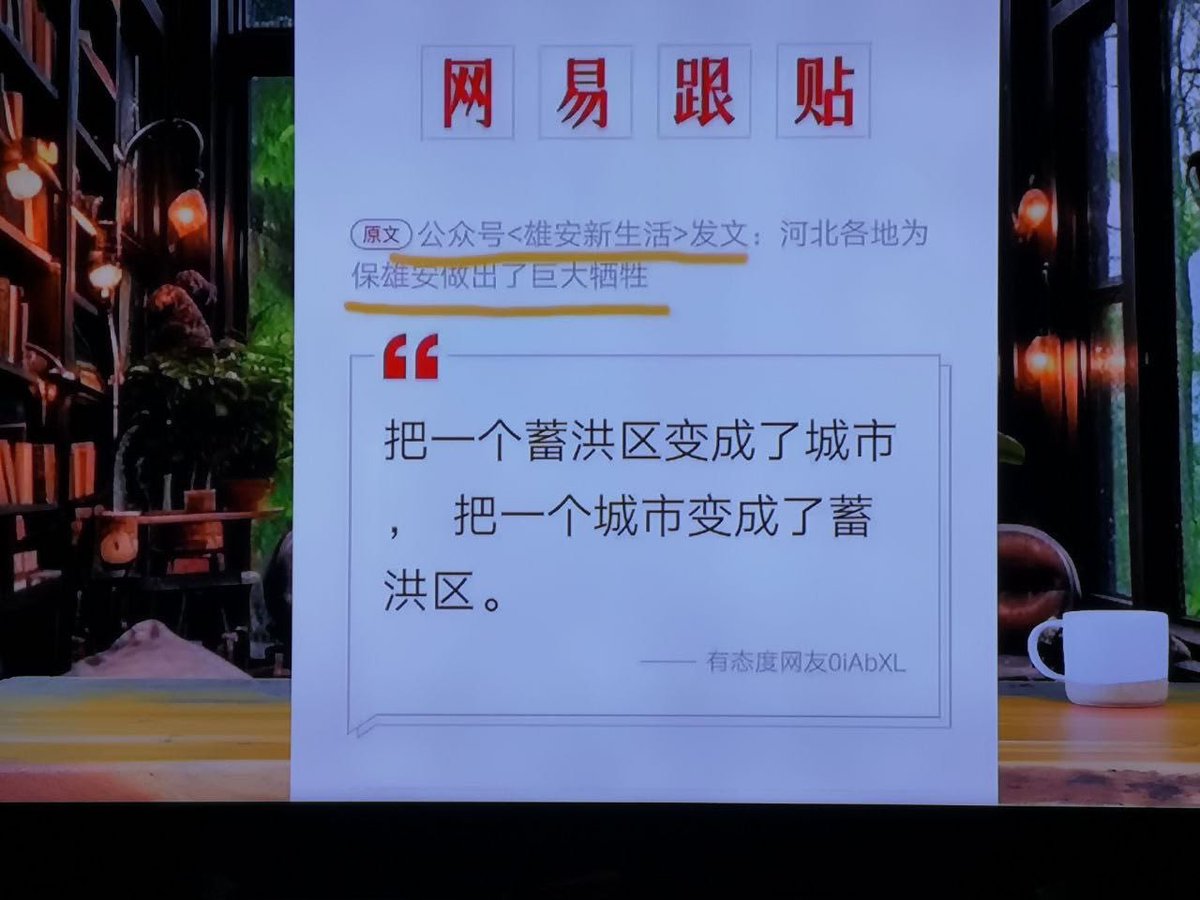 网易跟贴
原文 公众号<雄安新生活>发文：河北各地为
保雄安做出了巨大牺牲
把一个蓄洪区变成了城市
， 把一个城市变成了蓄
洪区。
—— 有态度网友0iAbXL